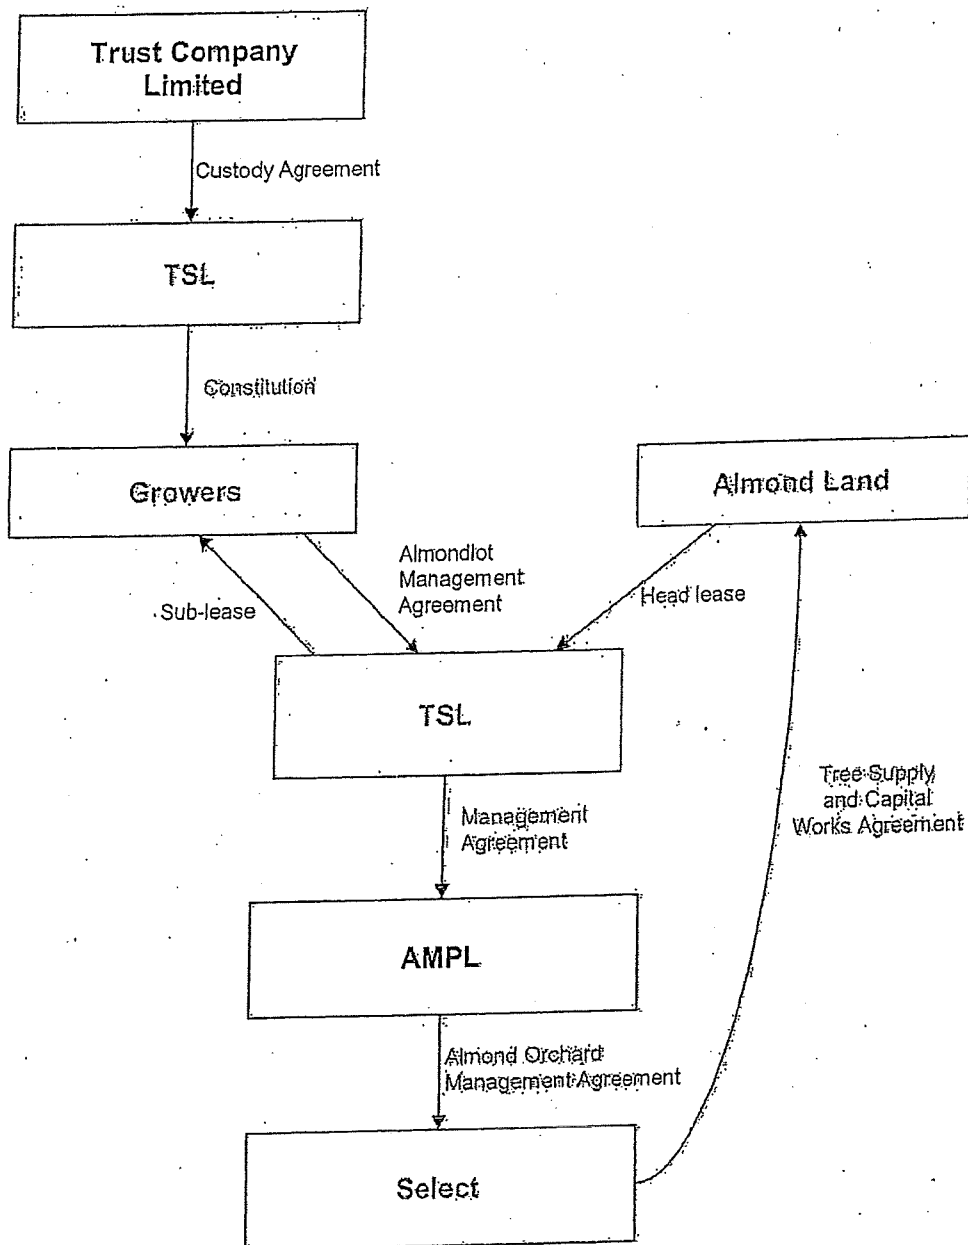 Trust Company
Limited
Custody Agreement
TSL
Constitution
Growers
Almond Land
Almondlot
Management
Agreement
Sub-lease
Head lease
TSL
Tree Supply
and Capital
Works Agreement
Management
Agreement
AMPL
Almond Orchard
Management Agreement
Select